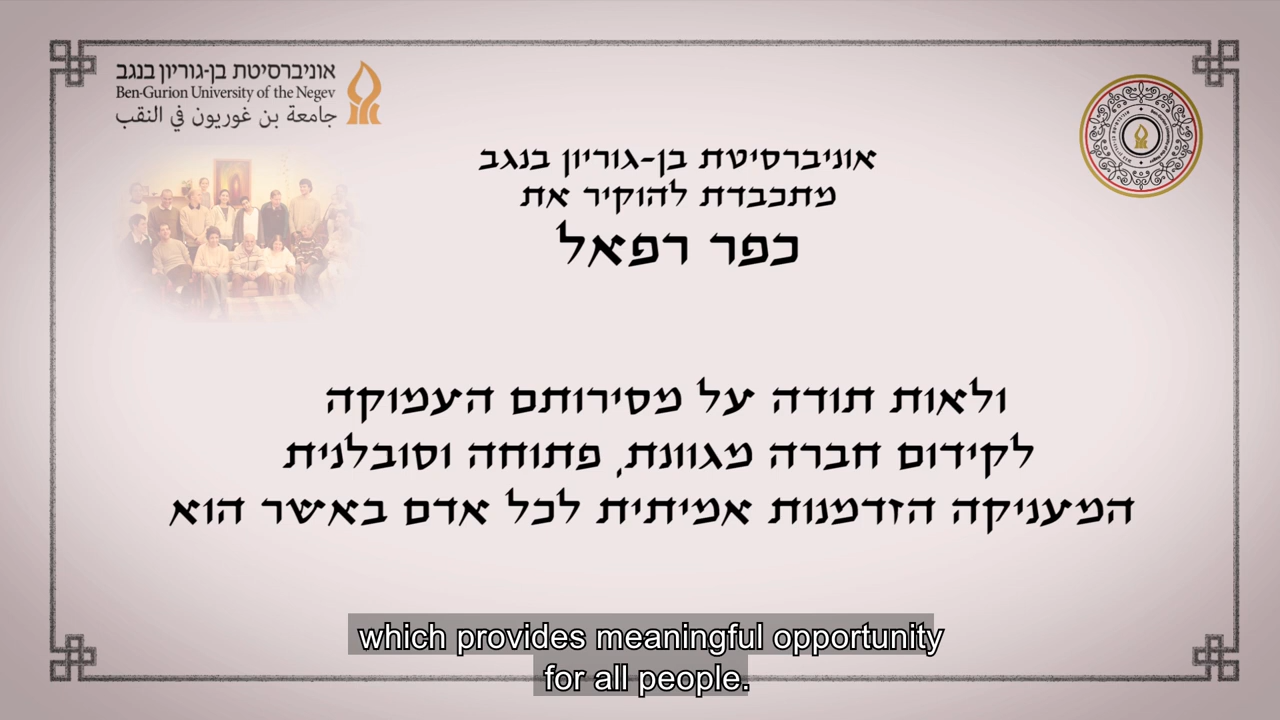 אוניברסיטת בן-גוריון בנגב
Ben-Gurion University of the Negev
جامعة بن غوريون في النقب
אוניברסיטת בן-גוריון בנגב
מתכבדת להוקיר את
כפר רפאל
ולאות תודה על מסירותם העמוקה
לקידום חברה מגוונת, פתוחה וסובלנית
המעניקה הזדמנות אמיתית לכל אדם באשר הוא
which provides meaningful opportunity
for all people.